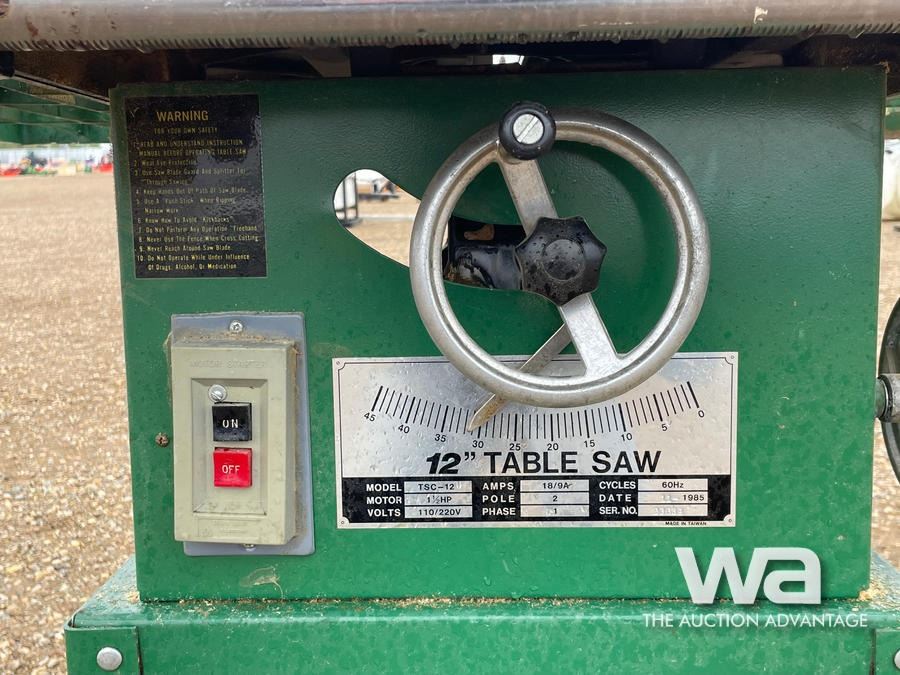 WARNING
FOR YOUR OWN SAFETY
1. READ AND UNDERSTAND INSTRUCTION
MANUAL BEFORE OPERATING TABLE SAW
2. Wear Eye Protection.
3. Use Saw Blade Guard And Splitter For
"Through Sawing"
4. Keep Hands Out Of Path Of Saw Blade.
5. Use A "Push Stick" When Ripping
Narrow Work
6. Know How To Avoid "Kickbacks"
7. Do Not Perform Any Operation "Freehand"
8. Never Use The Fence When Cross Cutting.
9. Never Reach Around Saw Blade.
10. Do Not Operate While Under Influence
Of Drugs, Alcohol, Or Medication
MOTOR STARTER
ON
OFF
45 40 35 30 25 20 15 10 5 0
12" TABLE SAW
MODEL TSC-12 AMPS 18/9A CYCLES 60Hz
MOTOR 1½HP POLE 2 DATE 11 1985
VOLTS 110/220V PHASE 1 SER. NO.
MADE IN TAIWAN
wa
THE AUCTION ADVANTAGE